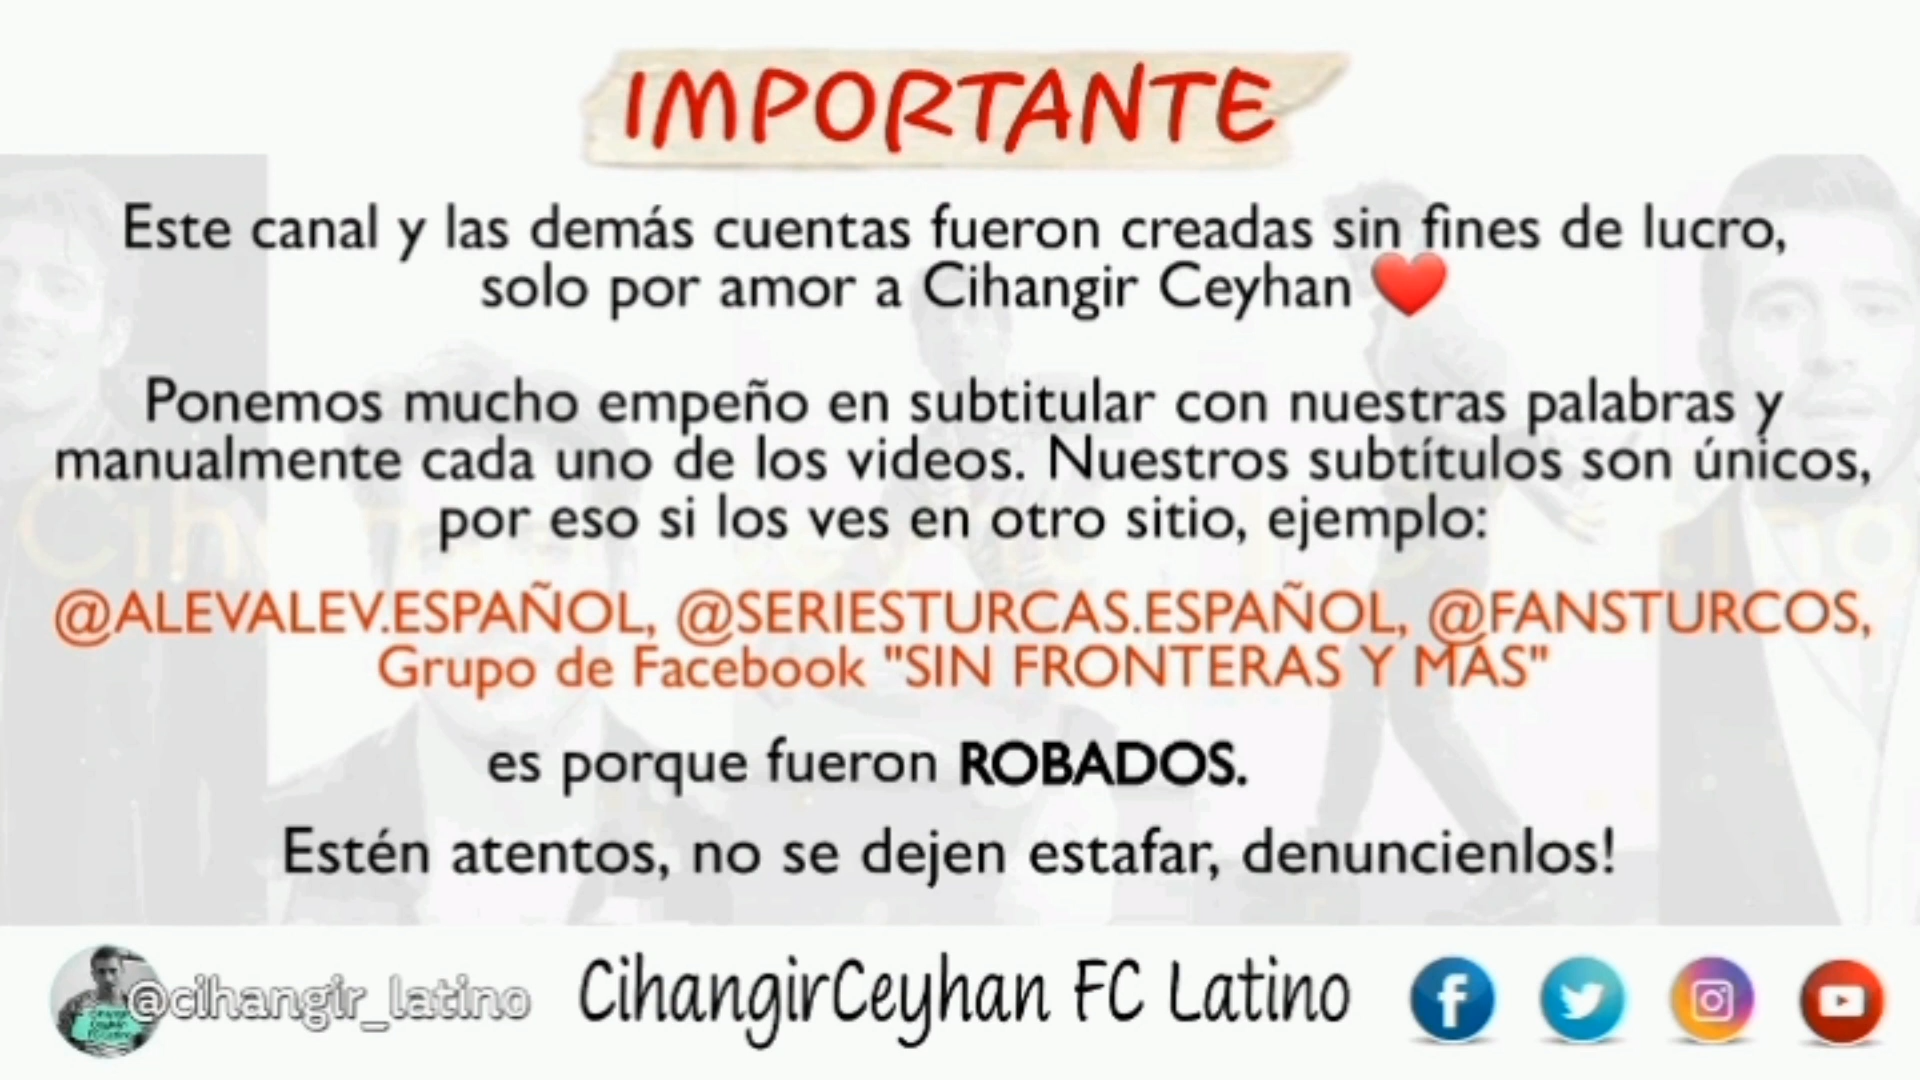 IMPORTANTE
Este canal y las demás cuentas fueron creadas sin fines de lucro,
solo por amor a Cihangir Ceyhan ❤️
Ponemos mucho empeño en subtitular con nuestras palabras y
manualmente cada uno de los videos. Nuestros subtítulos son únicos,
por eso si los ves en otro sitio, ejemplo:
@ALEVALEV.ESPAÑOL, @SERIESTURCAS.ESPAÑOL, @FANSTURCOS,
Grupo de Facebook "SIN FRONTERAS Y MÁS"
es porque fueron ROBADOS.
Estén atentos, no se dejen estafar, denuncienlos!
@cihangir_latino
CihangirCeyhan FC Latino